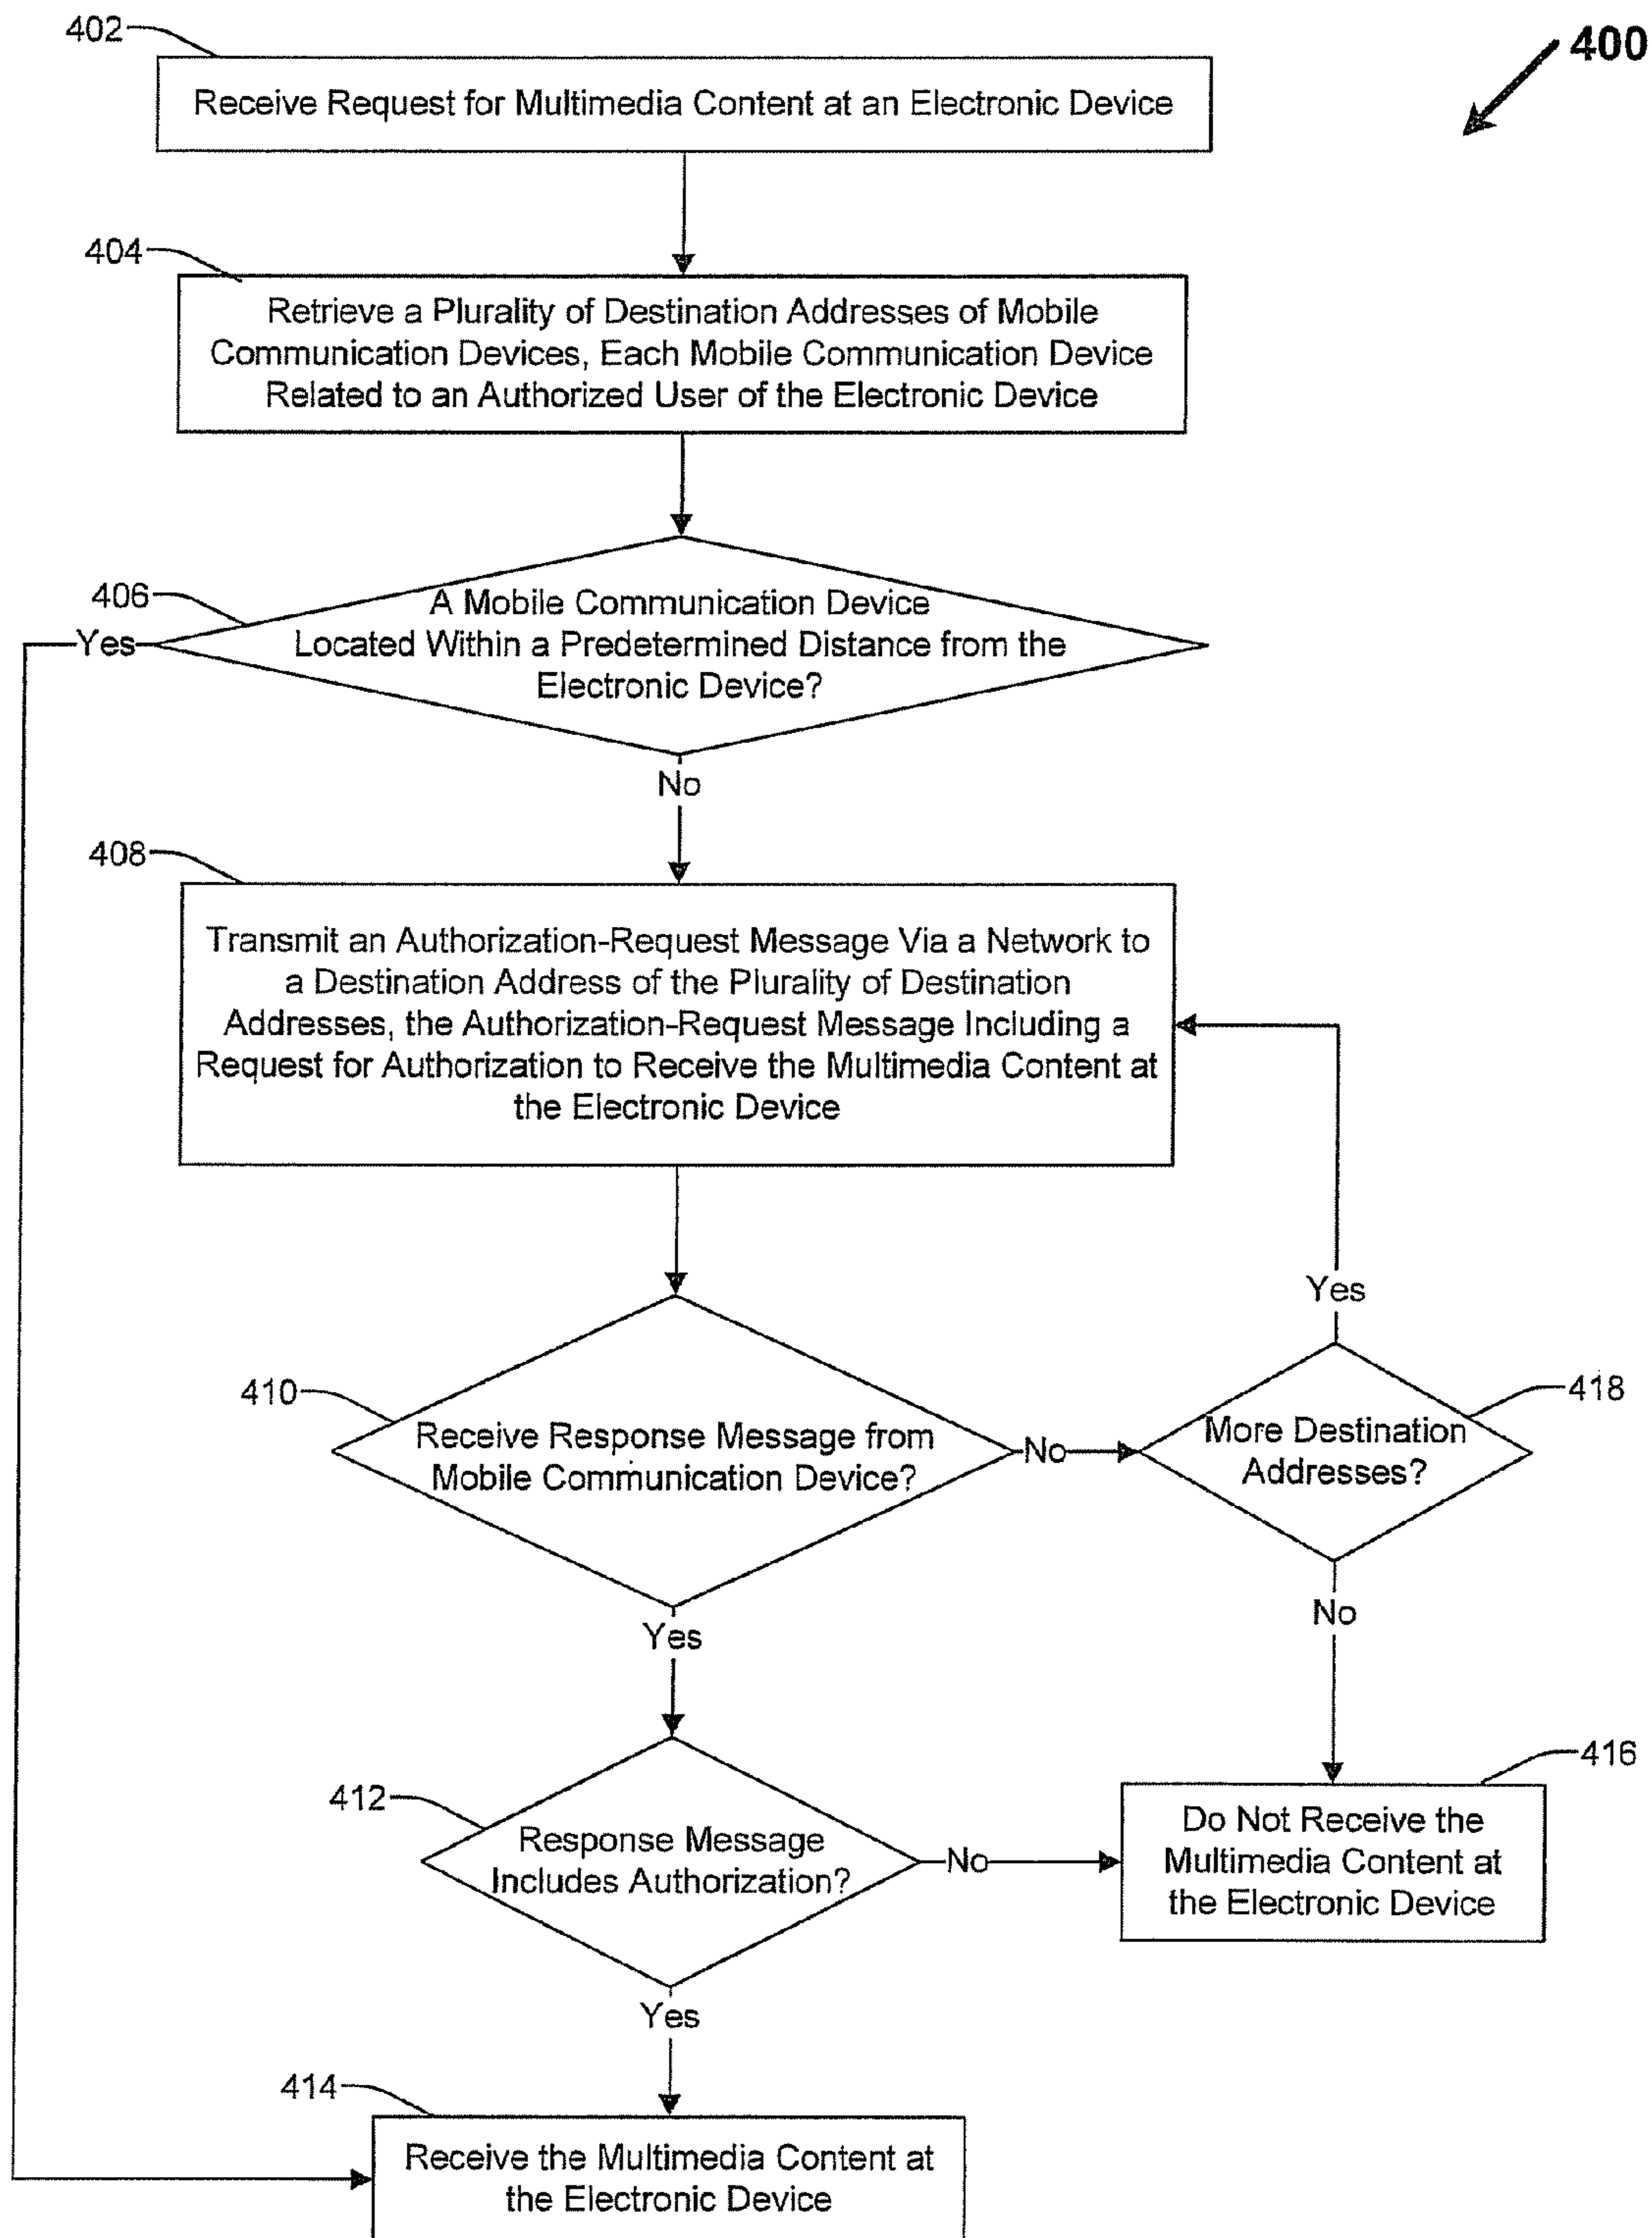 402
400
Receive Request for Multimedia Content at an Electronic Device
404
Retrieve a Plurality of Destination Addresses of Mobile
Communication Devices, Each Mobile Communication Device
Related to an Authorized User of the Electronic Device
406
A Mobile Communication Device
Located Within a Predetermined Distance from the
Electronic Device?
Yes
No
408
Transmit an Authorization-Request Message Via a Network to
a Destination Address of the Plurality of Destination
Addresses, the Authorization-Request Message Including a
Request for Authorization to Receive the Multimedia Content at
the Electronic Device
Yes
410
Receive Response Message from
Mobile Communication Device?
No
418
More Destination
Addresses?
Yes
No
412
Response Message
Includes Authorization?
No
416
Do Not Receive the
Multimedia Content at
the Electronic Device
Yes
414
Receive the Multimedia Content at
the Electronic Device